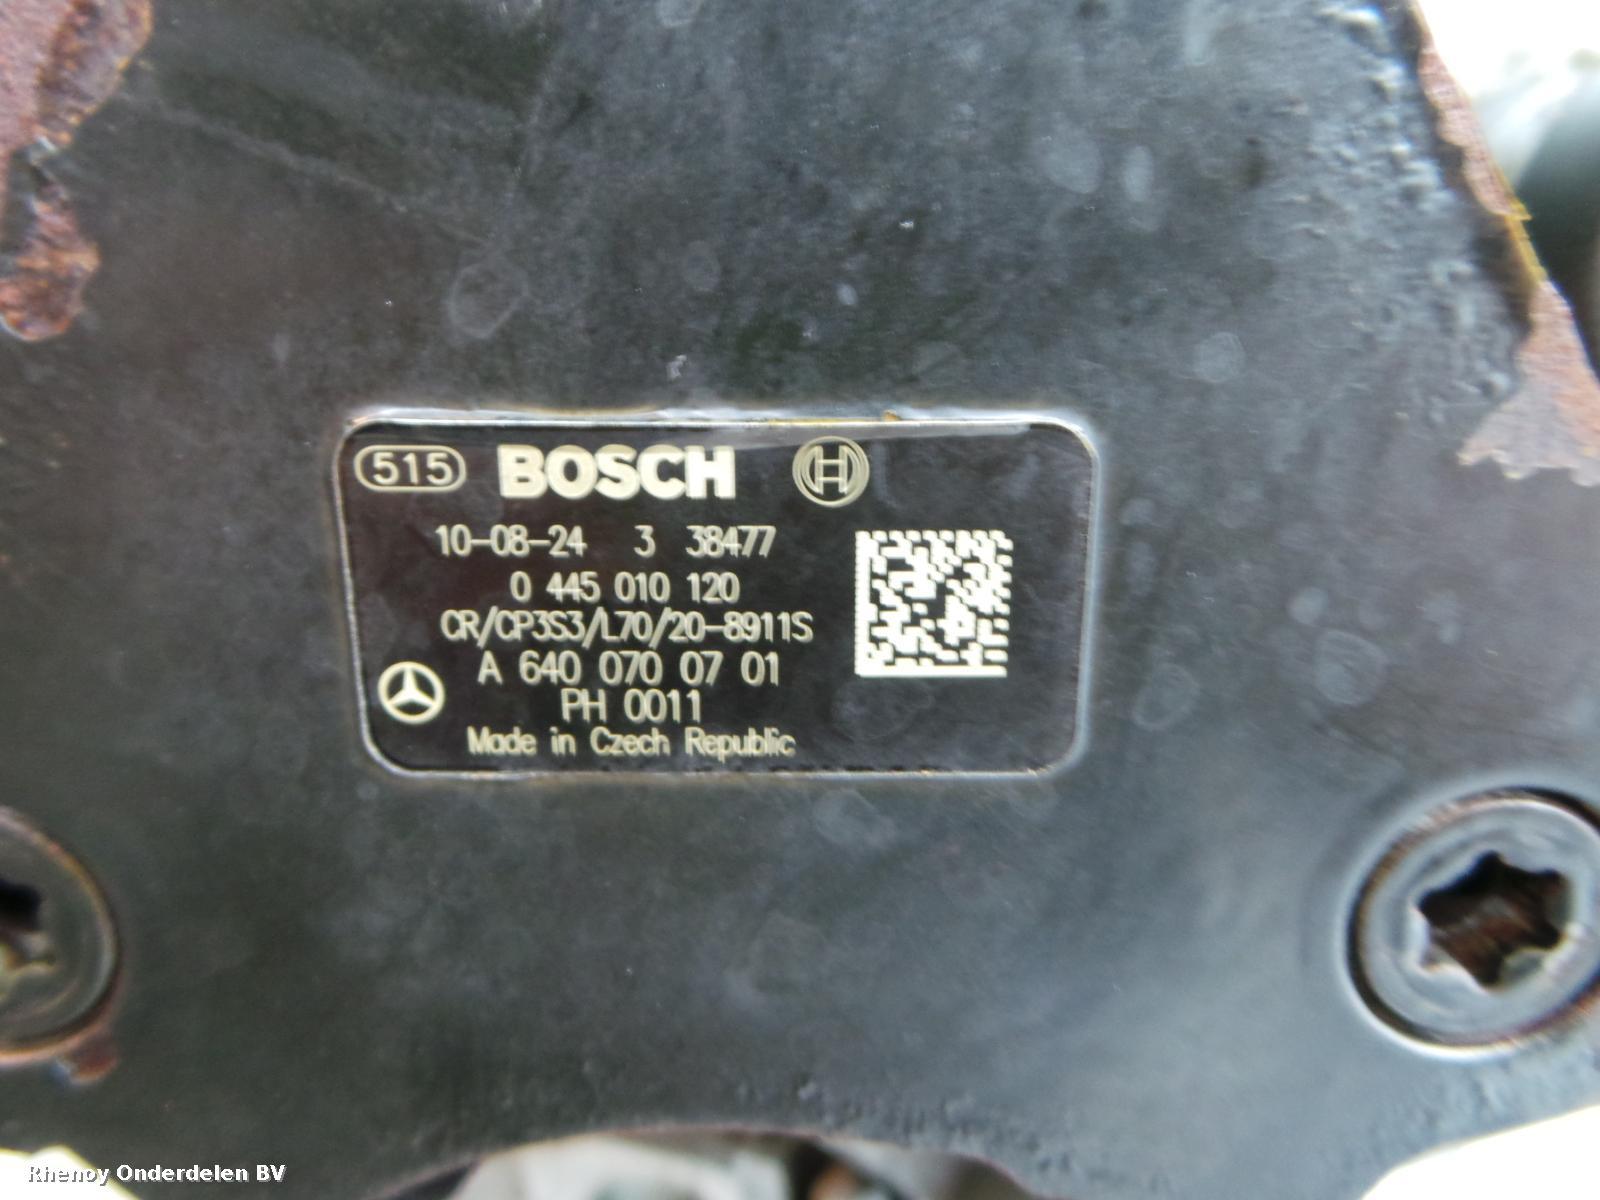 515 BOSCH
10-08-24 3 38477
0 445 010 120
CR/CP3S3/L70/20-8911S
A 640 070 07 01
PH 0011
Made in Czech Republic
Rhenoy Onderdelen BV